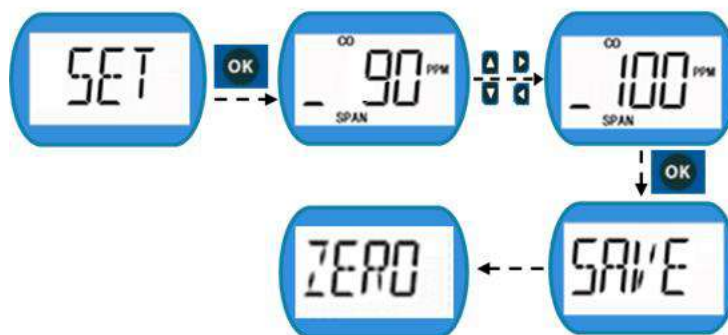 SET
OK
CO
_ 90 PPM
SPAN
CO
_ 100 PPM
SPAN
OK
SAVE
ZERO